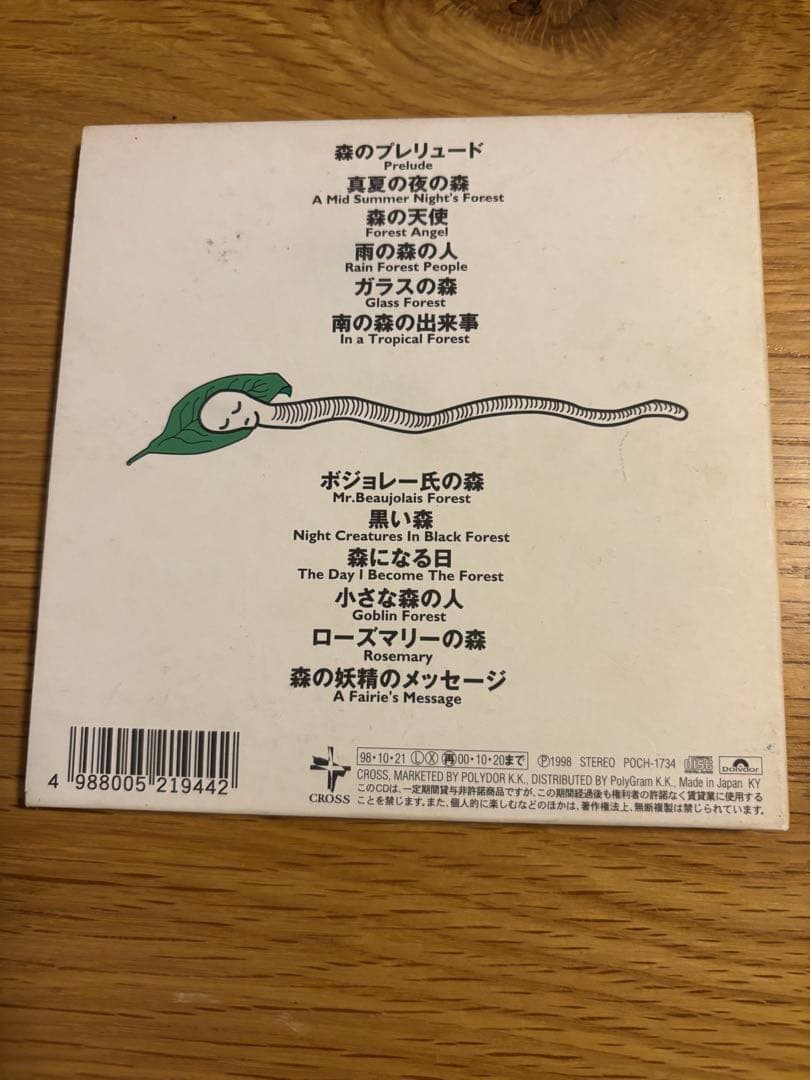 森のプレリュード
Prelude
真夏の夜の森
A Mid Summer Night's Forest
森の天使
Forest Angel
雨の森の人
Rain Forest People
ガラスの森
Glass Forest
南の森の出来事
In a Tropical Forest
ボジョレー氏の森
Mr.Beaujolais Forest
黒い森
Night Creatures In Black Forest
森になる日
The Day I Become The Forest
小さな森の人
Goblin Forest
ローズマリーの森
Rosemary
森の妖精のメッセージ
A Fairie's Message
4 988005 219442
CROSS
98・10・21 Ⓛ Ⓧ 再00・10・20まで ℗1998 STEREO POCH-1734 COMPACT disc DIGITAL AUDIO Polydor
CROSS, MARKETED BY POLYDOR K.K., DISTRIBUTED BY PolyGram K.K., Made in Japan KY
このCDは、一定期間貸与非許諾商品ですが、この期間経過後も権利者の許諾なく賃貸業に使用する
ことを禁じます。また、個人的に楽しむなどのほかは、著作権法上、無断複製は禁じられています。